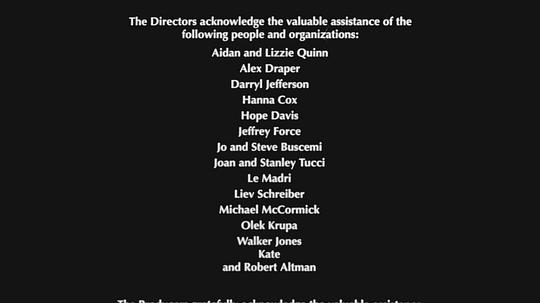 The Directors acknowledge the valuable assistance of the
following people and organizations:
Aidan and Lizzie Quinn
Alex Draper
Darryl Jefferson
Hanna Cox
Hope Davis
Jeffrey Force
Jo and Steve Buscemi
Joan and Stanley Tucci
Le Madri
Liev Schreiber
Michael McCormick
Olek Krupa
Walker Jones
Kate
and Robert Altman